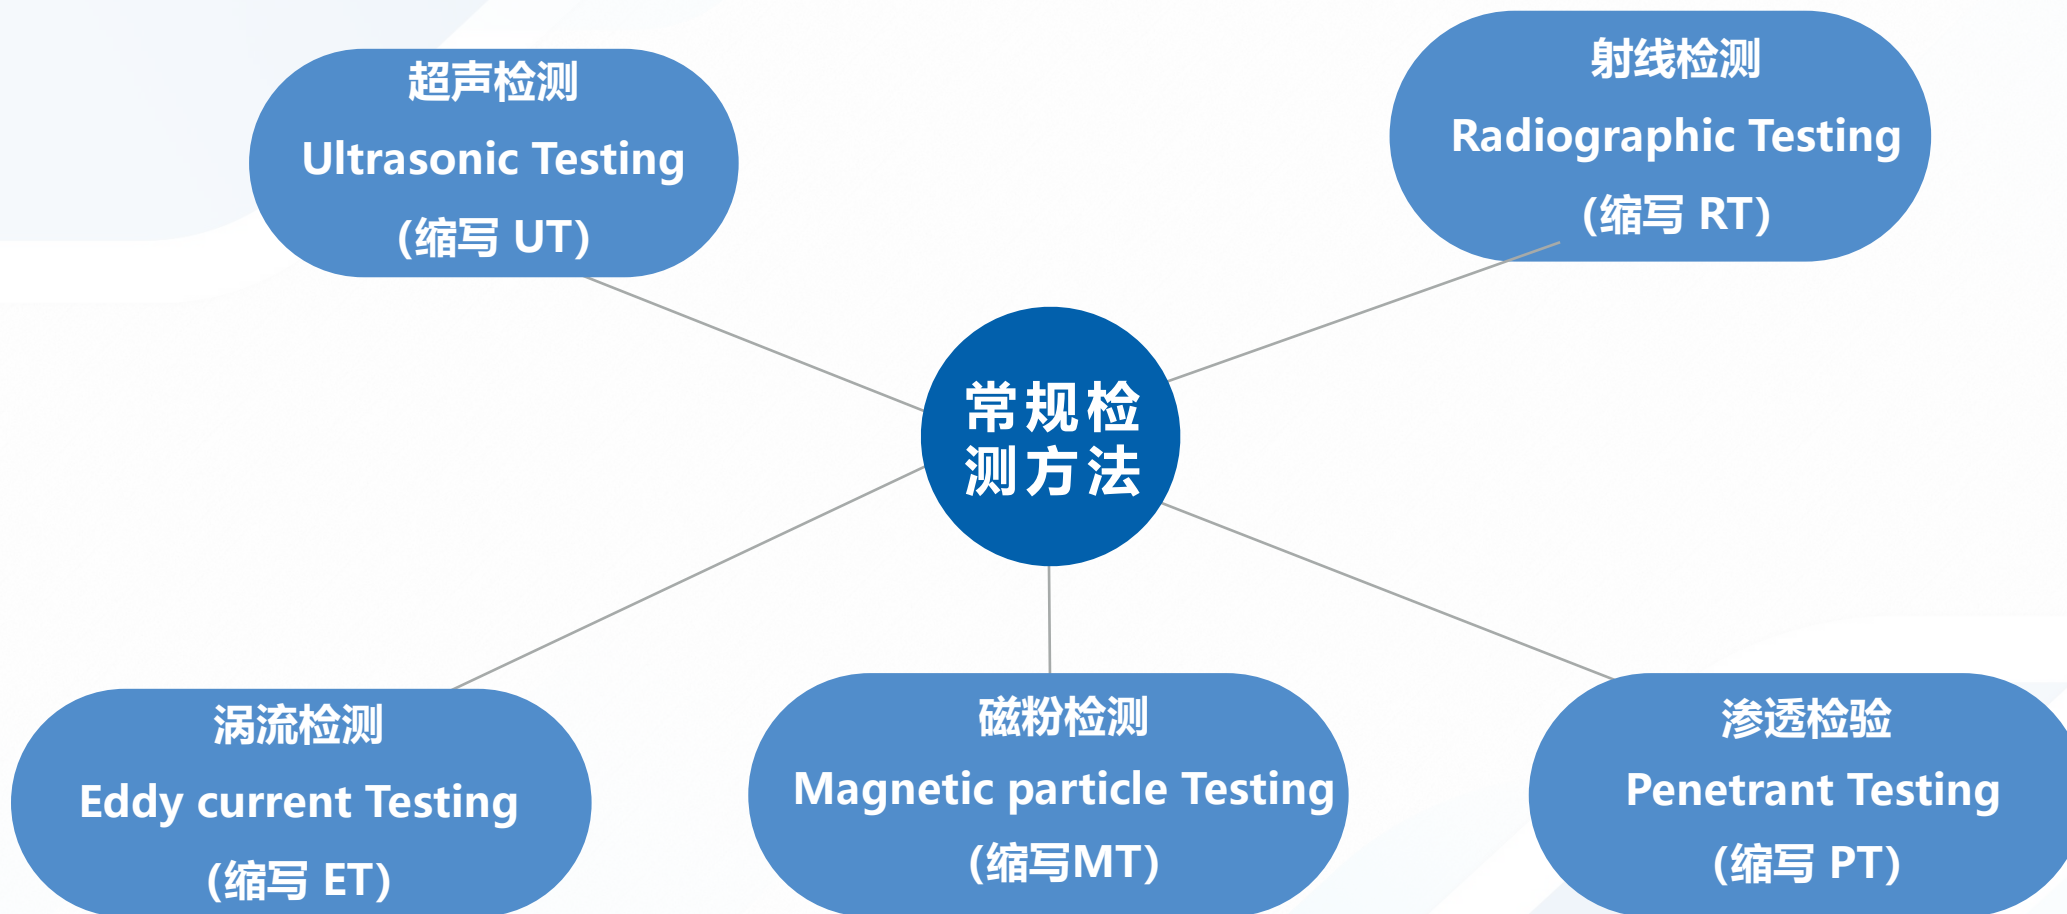 超声检测
Ultrasonic Testing
（缩写 UT）
射线检测
Radiographic Testing
（缩写 RT）
常规检
测方法
涡流检测
Eddy current Testing
（缩写 ET）
磁粉检测
Magnetic particle Testing
（缩写MT）
渗透检验
Penetrant Testing
（缩写 PT）